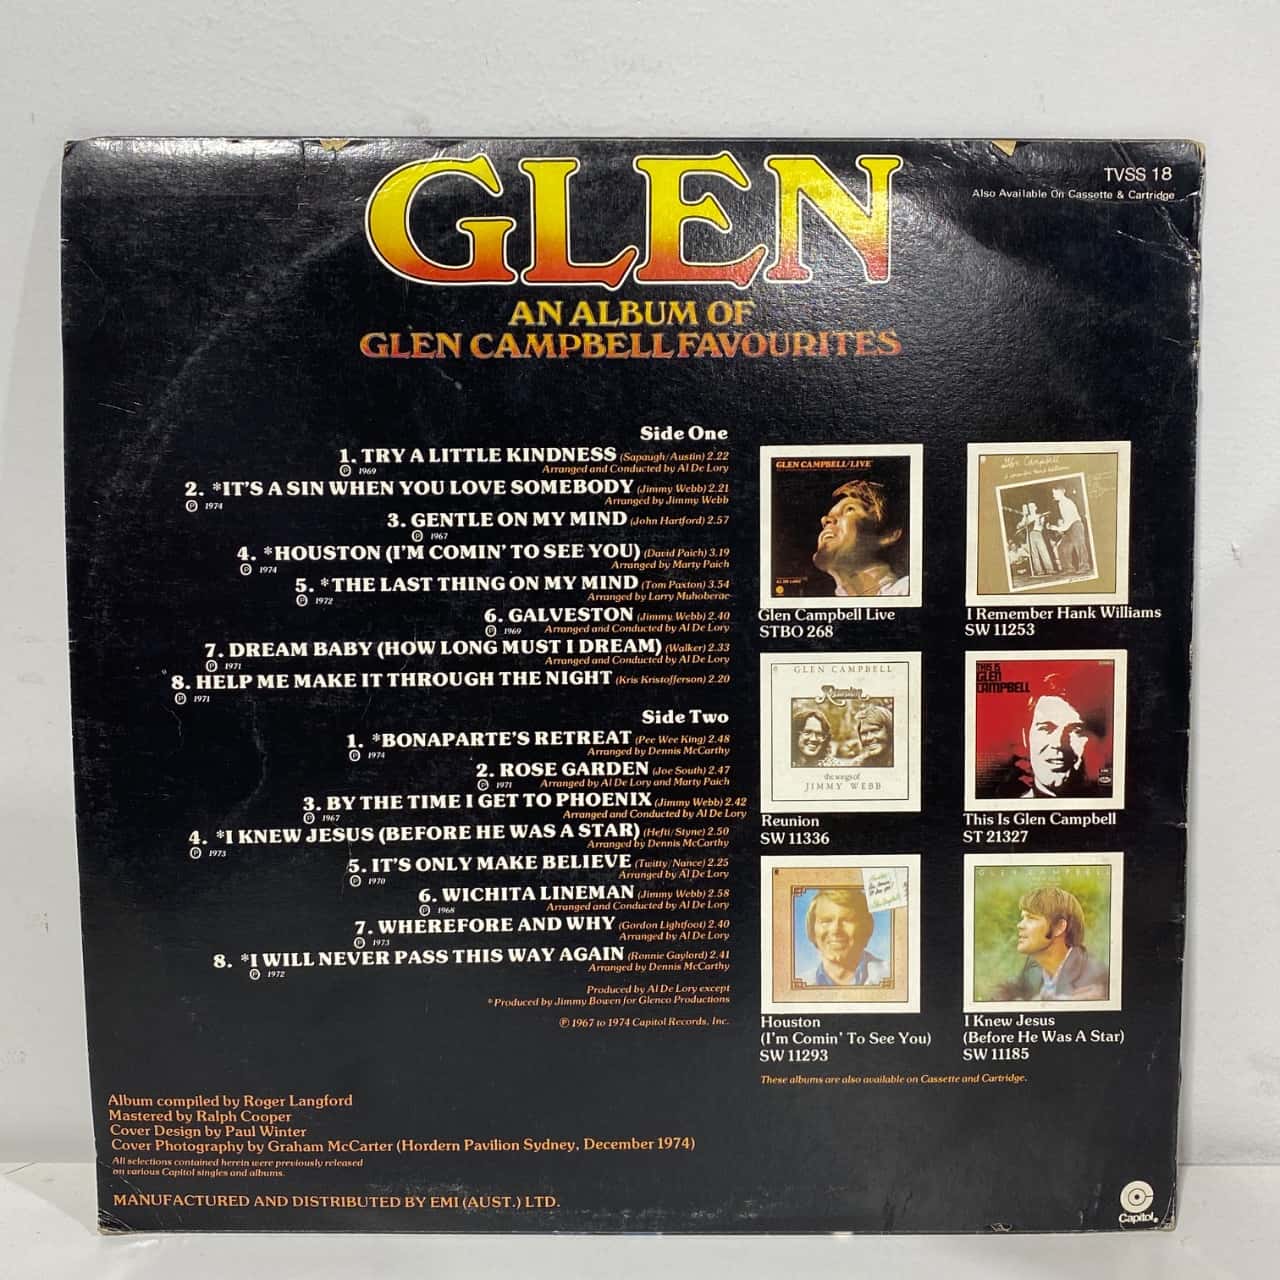 GLEN
TVSS 18
Also Available On Cassette & Cartridge
AN ALBUM OF
GLEN CAMPBELL FAVOURITES
Side One
1. TRY A LITTLE KINDNESS (Sapaugh/Austin) 2.22
Ⓟ 1969 Arranged and Conducted by Al De Lory
2. *IT'S A SIN WHEN YOU LOVE SOMEBODY (Jimmy Webb) 2.21
Ⓟ 1974 Arranged by Jimmy Webb
3. GENTLE ON MY MIND (John Hartford) 2.57
Ⓟ 1967
4. *HOUSTON (I'M COMIN' TO SEE YOU) (David Paich) 3.19
Ⓟ 1974 Arranged by Marty Paich
5. *THE LAST THING ON MY MIND (Tom Paxton) 3.54
Ⓟ 1972 Arranged by Larry Muhoberac
6. GALVESTON (Jimmy Webb) 2.40
Ⓟ 1969 Arranged and Conducted by Al De Lory
7. DREAM BABY (HOW LONG MUST I DREAM) (Walker) 2.33
Ⓟ 1971 Arranged and Conducted by Al De Lory
8. HELP ME MAKE IT THROUGH THE NIGHT (Kris Kristofferson) 2.20
Ⓟ 1971
Side Two
1. *BONAPARTE'S RETREAT (Pee Wee King) 2.48
Ⓟ 1974 Arranged by Dennis McCarthy
2. ROSE GARDEN (Joe South) 2.47
Ⓟ 1971 Arranged by Al De Lory and Marty Paich
3. BY THE TIME I GET TO PHOENIX (Jimmy Webb) 2.42
Ⓟ 1967 Arranged and Conducted by Al De Lory
4. *I KNEW JESUS (BEFORE HE WAS A STAR) (Hefti/Styne) 2.50
Ⓟ 1973 Arranged by Dennis McCarthy
5. IT'S ONLY MAKE BELIEVE (Twitty/Nance) 2.25
Ⓟ 1970 Arranged by Al De Lory
6. WICHITA LINEMAN (Jimmy Webb) 2.58
Ⓟ 1968 Arranged and Conducted by Al De Lory
7. WHEREFORE AND WHY (Gordon Lightfoot) 2.40
Ⓟ 1973 Arranged by Al De Lory
8. *I WILL NEVER PASS THIS WAY AGAIN (Ronnie Gaylord) 2.41
Ⓟ 1972 Arranged by Dennis McCarthy
Produced by Al De Lory except
*Produced by Jimmy Bowen for Glenco Productions
Ⓟ 1967 to 1974 Capitol Records, Inc.
GLEN CAMPBELL/LIVE
Glen Campbell Live
STBO 268
Glen Campbell
I remember Hank Williams
I Remember Hank Williams
SW 11253
GLEN CAMPBELL
Reunion
the songs of
JIMMY WEBB
Reunion
SW 11336
THIS IS
GLEN
CAMPBELL
This Is Glen Campbell
ST 21327
Houston
(I'm Comin' To See You)
SW 11293
GLEN CAMPBELL
I Knew Jesus
(Before He Was A Star)
SW 11185
These albums are also available on Cassette and Cartridge.
Album compiled by Roger Langford
Mastered by Ralph Cooper
Cover Design by Paul Winter
Cover Photography by Graham McCarter (Hordern Pavilion Sydney, December 1974)
All selections contained herein were previously released
on various Capitol singles and albums.
MANUFACTURED AND DISTRIBUTED BY EMI (AUST.) LTD.
Capitol®